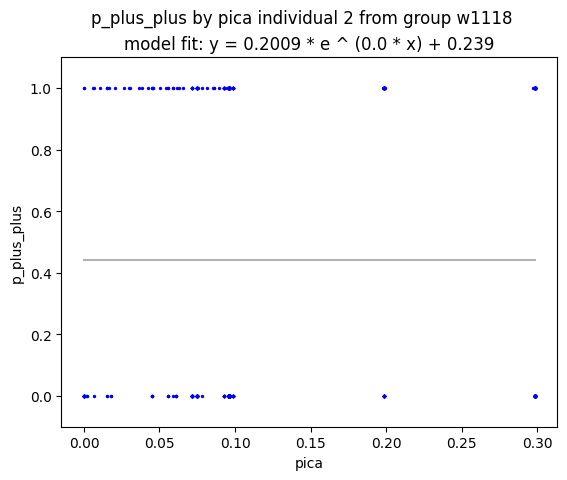 p_plus_plus by pica individual 2 from group w1118
model fit: y = 0.2009 * e ^ (0.0 * x) + 0.239
1.0
0.8
0.6
0.4
0.2
0.0
p_plus_plus
0.00 0.05 0.10 0.15 0.20 0.25 0.30
pica